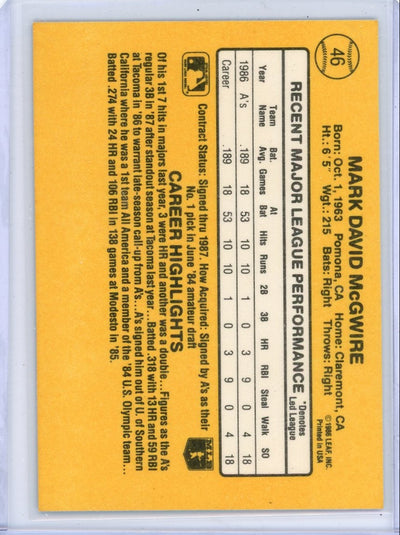 46
MARK DAVID McGWIRE
Born: Oct. 1, 1963 Pomona, CA Home: Claremont, CA
Ht.: 6'5" Wgt.: 215 Bats: Right Throws: Right
©1986 LEAF, INC.
Printed in USA
RECENT MAJOR LEAGUE PERFORMANCE
*Denotes
Led League
Year Team Name Bat. Avg. Games At Bat Hits Runs 2B 3B HR RBI Steal Walk SO
1986 A's .189 18 53 10 10 1 0 3 9 0 4 18
Career .189 18 53 10 10 1 0 3 9 0 4 18
Contract Status: Signed thru 1987. How Acquired: Signed by A's as their
No. 1 pick in June '84 amateur draft
CAREER HIGHLIGHTS
Of his 1st 7 hits in majors last year, 3 were HR and another was a double...Figures as the A's
regular 3B in '87 after standout season at Tacoma last year...Batted .318 with 13 HR and 59 RBI
at Tacoma in '86 to warrant late-season call-up from A's...A's signed him out of U. of Southern
California where he was a 1st team All America and a member of the '84 U.S. Olympic team...
Batted .274 with 24 HR and 106 RBI in 138 games at Modesto in '85.